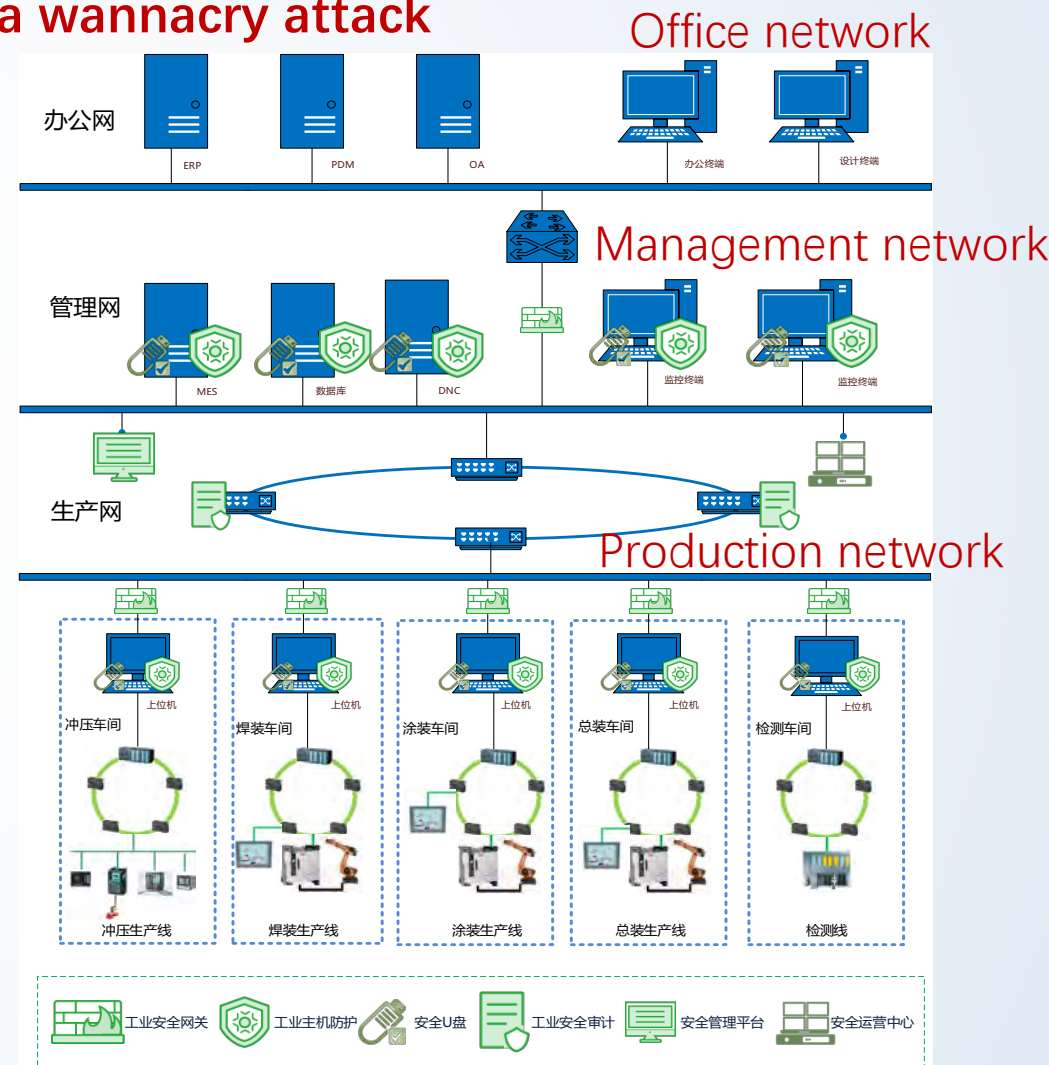 a wannacry attack
Office network
办公网
ERP
PDM
OA
办公终端
设计终端
Management network
管理网
MES
数据库
DNC
监控终端
监控终端
生产网
Production network
上位机
上位机
上位机
上位机
上位机
冲压车间
焊装车间
涂装车间
总装车间
检测车间
冲压生产线
焊装生产线
涂装生产线
总装生产线
检测线
工业安全网关
工业主机防护
安全U盘
工业安全审计
安全管理平台
安全运营中心